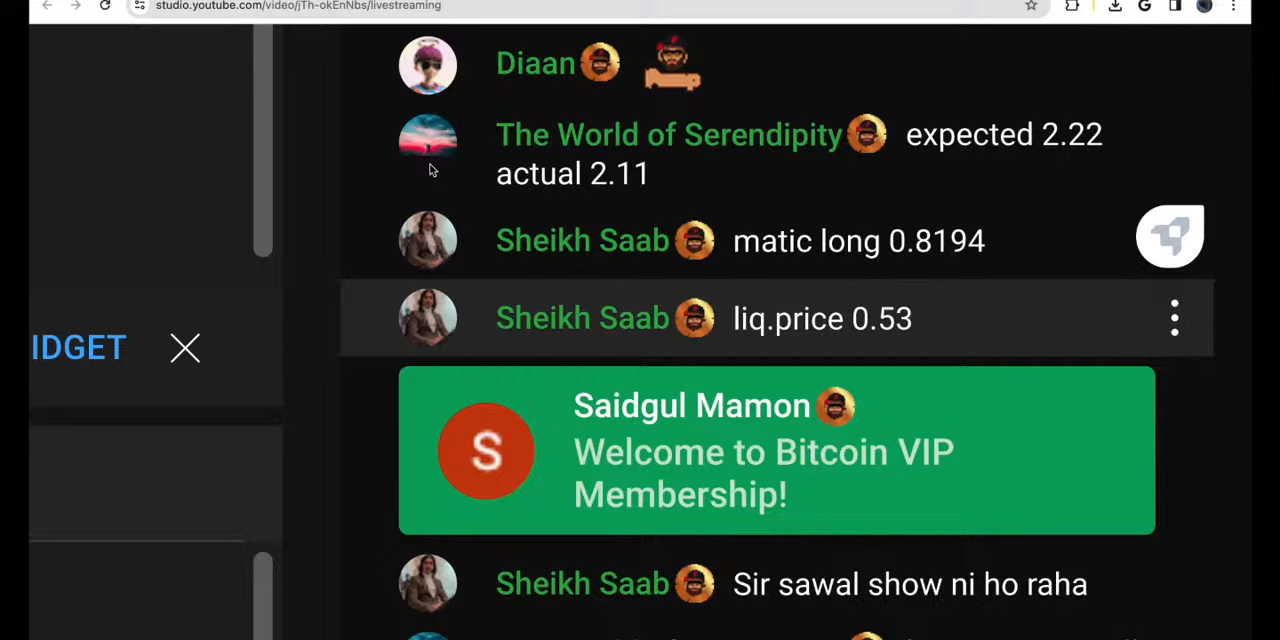 studio.youtube.com/video/jTh-okEnNbs/livestreaming
Diaan
The World of Serendipity expected 2.22
actual 2.11
Sheikh Saab matic long 0.8194
Sheikh Saab liq.price 0.53
IDGET
S
Saidgul Mamon
Welcome to Bitcoin VIP
Membership!
Sheikh Saab Sir sawal show ni ho raha